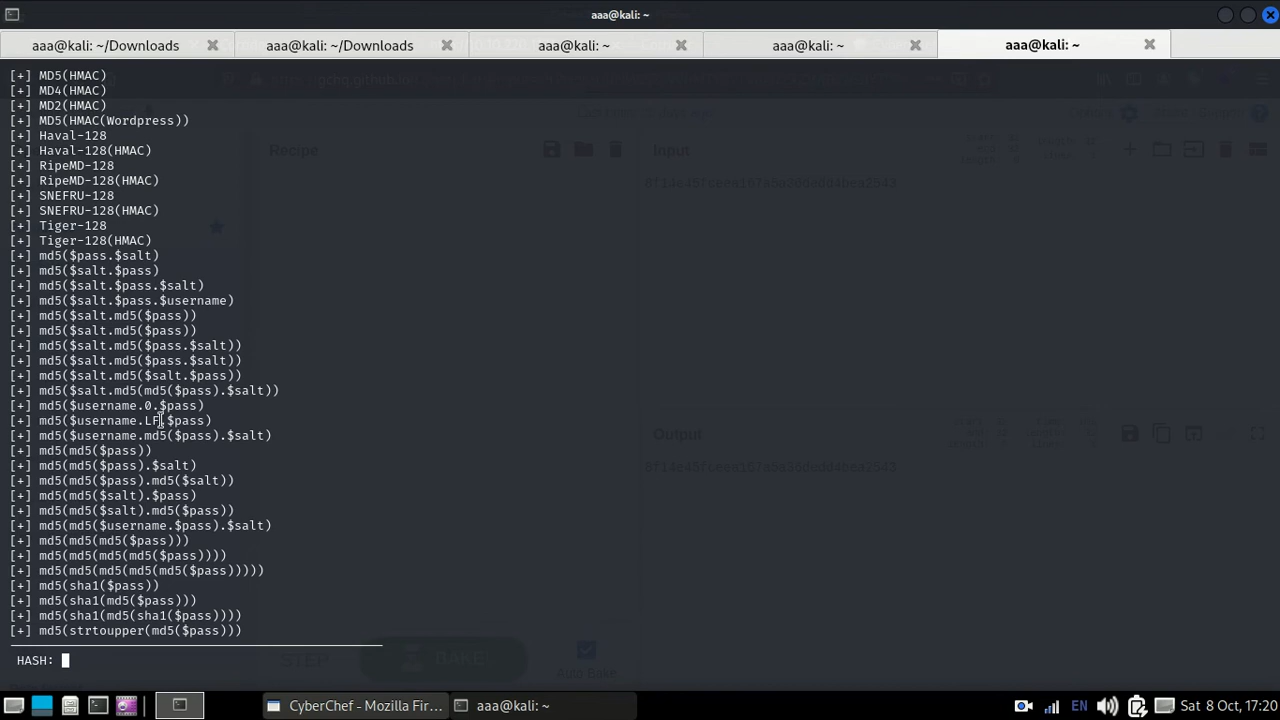 aaa@kali: ~
aaa@kali: ~/Downloads
aaa@kali: ~/Downloads
aaa@kali: ~
aaa@kali: ~
aaa@kali: ~
[+] MD5(HMAC)
[+] MD4(HMAC)
[+] MD2(HMAC)
[+] MD5(HMAC(Wordpress))
[+] Haval-128
[+] Haval-128(HMAC)
[+] RipeMD-128
[+] RipeMD-128(HMAC)
[+] SNEFRU-128
[+] SNEFRU-128(HMAC)
[+] Tiger-128
[+] Tiger-128(HMAC)
[+] md5($pass.$salt)
[+] md5($salt.$pass)
[+] md5($salt.$pass.$salt)
[+] md5($salt.$pass.$username)
[+] md5($salt.md5($pass))
[+] md5($salt.md5($pass))
[+] md5($salt.md5($pass.$salt))
[+] md5($salt.md5($pass.$salt))
[+] md5($salt.md5($salt.$pass))
[+] md5($salt.md5(md5($pass).$salt))
[+] md5($username.0.$pass)
[+] md5($username.LF.$pass)
[+] md5($username.md5($pass).$salt)
[+] md5(md5($pass))
[+] md5(md5($pass).$salt)
[+] md5(md5($pass).md5($salt))
[+] md5(md5($salt).$pass)
[+] md5(md5($salt).md5($pass))
[+] md5(md5($username.$pass).$salt)
[+] md5(md5(md5($pass)))
[+] md5(md5(md5(md5($pass))))
[+] md5(md5(md5(md5(md5($pass)))))
[+] md5(sha1($pass))
[+] md5(sha1(md5($pass)))
[+] md5(sha1(md5(sha1($pass))))
[+] md5(strtoupper(md5($pass)))
HASH:
Recipe
Input
Output
STEP
BAKE!
Auto Bake
Options
CyberChef - Mozilla Fir...
aaa@kali: ~
EN
Sat 8 Oct, 17:20